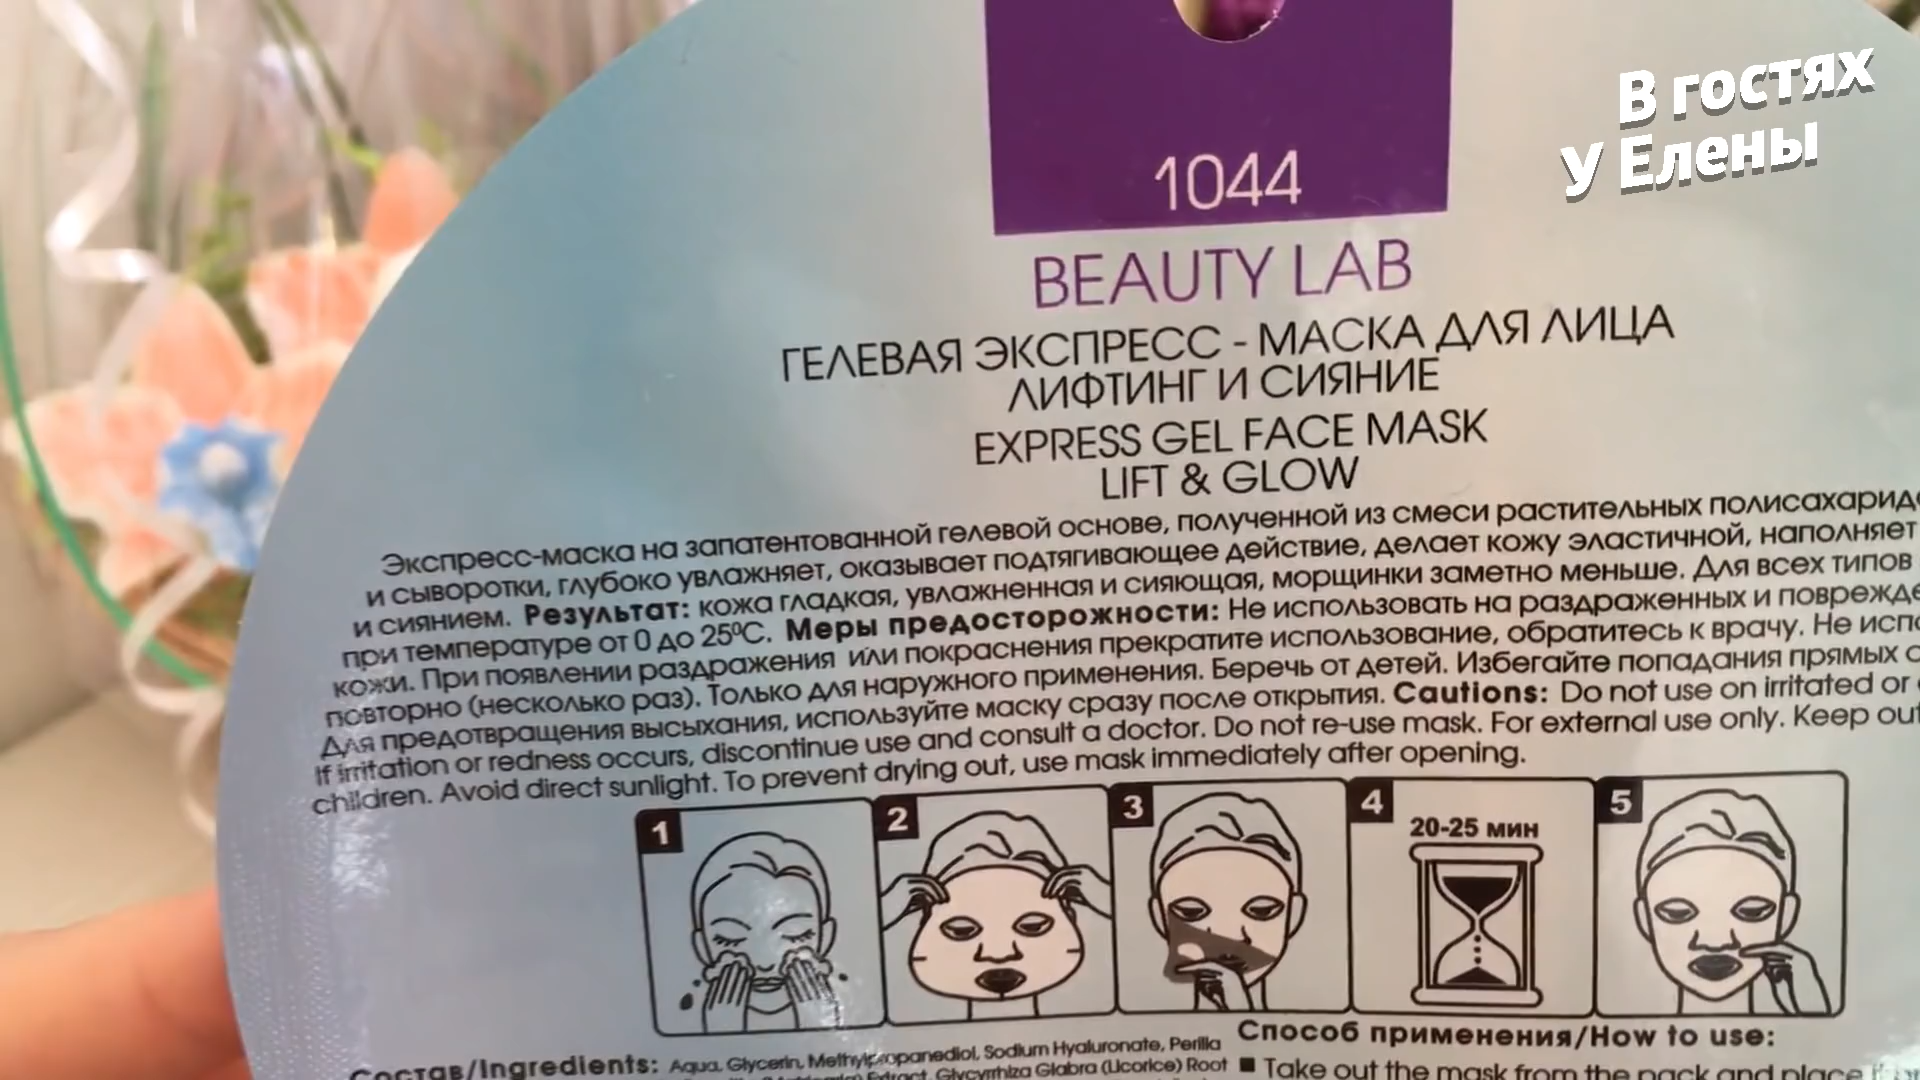 В гостях
у Елены
1044
BEAUTY LAB
ГЕЛЕВАЯ ЭКСПРЕСС - МАСКА ДЛЯ ЛИЦА
ЛИФТИНГ И СИЯНИЕ
EXPRESS GEL FACE MASK
LIFT & GLOW
Экспресс-маска на запатентованной гелевой основе, полученной из смеси растительных
и сыворотки, глубоко увлажняет, оказывает подтягивающее действие, делает кожу эластичной, наполняет
и сиянием. Результат: кожа гладкая, увлажненная и сияющая, морщинки заметно меньше. Для всех типов
при температуре от 0 до 25ºС. Меры предосторожности: Не использовать на раздраженных и
кожи. При появлении раздражения или покраснения прекратите использование, обратитесь к врачу. Не
повторно (несколько раз). Только для наружного применения. Беречь от детей. Избегайте попадания прямых
Для предотвращения высыхания, используйте маску сразу после открытия. Cautions: Do not use on irritated or
If irritation or redness occurs, discontinue use and consult a doctor. Do not re-use mask. For external use only. Keep out
children. Avoid direct sunlight. To prevent drying out, use mask immediately after opening.
1 2 3 4 5
20-25 мин
Способ применения/How to use:
Состав/Ingredients: Aqua, Glycerin, Methylpropanediol, Sodium Hyaluronate, Perilla
Extract, Glycyrrhiza Glabra (Licorice) Root
■ Take out the mask from the pack and place